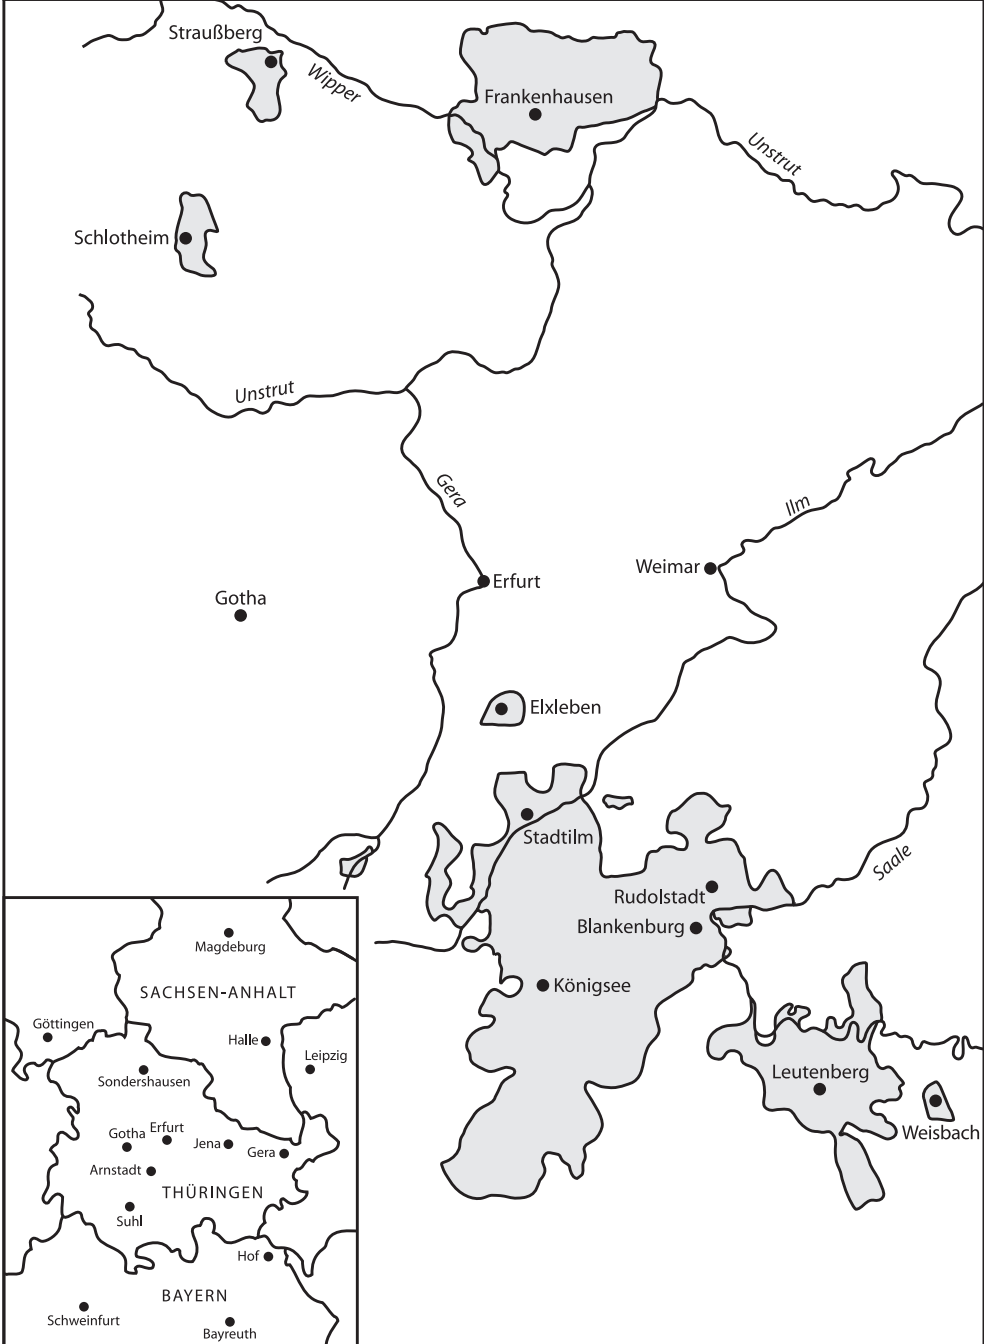 Straußberg
Wipper
Frankenhausen
Unstrut
Schlotheim
Unstrut
Gera
Ilm
Weimar
Erfurt
Gotha
Elxleben
Stadtilm
Saale
Rudolstadt
Blankenburg
Königsee
Leutenberg
Weisbach
Magdeburg
SACHSEN-ANHALT
Göttingen
Halle
Leipzig
Sondershausen
Gotha
Erfurt
Jena
Gera
Arnstadt
THÜRINGEN
Suhl
Hof
BAYERN
Schweinfurt
Bayreuth